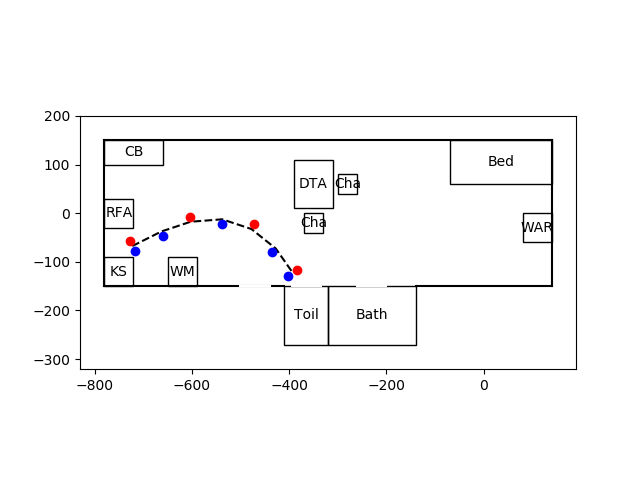 200
100
0
−100
−200
−300
CB
Bed
DTA
Cha
RFA
Cha
WAR
KS
WM
Toil
Bath
−800
−600
−400
−200
0